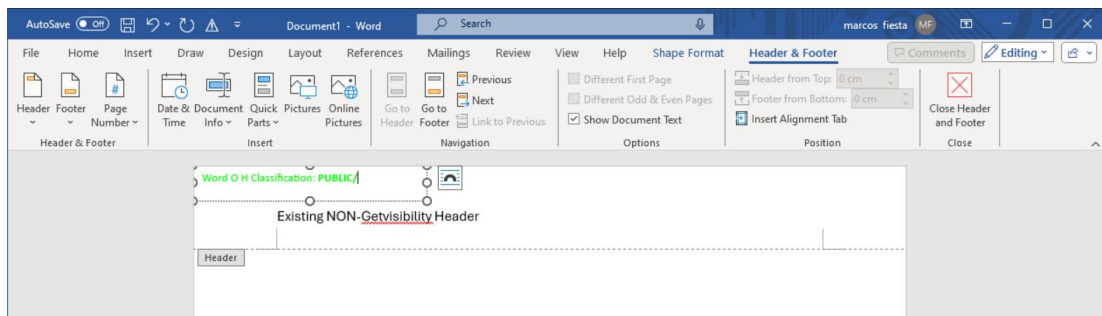 AutoSave Off Document1 - Word Search marcos fiesta MF
File Home Insert Draw Design Layout References Mailings Review View Help Shape Format Header & Footer Comments Editing
Header Footer Page Number
Date & Time Document Info Quick Parts Pictures Online Pictures
Go to Header Go to Footer Previous Next Link to Previous
Different First Page
Different Odd & Even Pages
Show Document Text
Header from Top: 0 cm
Footer from Bottom: 0 cm
Insert Alignment Tab
Close Header and Footer
Header & Footer Insert Navigation Options Position Close
Word O H Classification: PUBLIC/
Existing NON-Getvisibility Header
Header